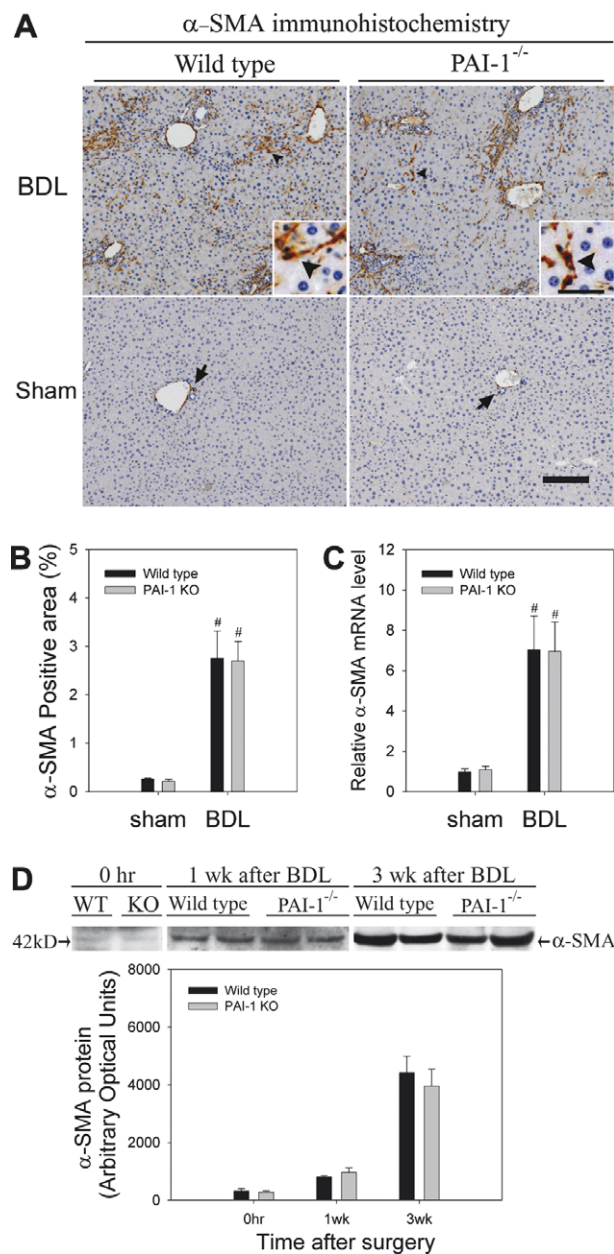 A
α-SMA immunohistochemistry
Wild type PAI-1-/-
BDL
Sham
B
α-SMA Positive area (%)
5
4
3
2
1
0
Wild type
PAI-1 KO
# #
sham BDL
C
Relative α-SMA mRNA level
12
10
8
6
4
2
0
Wild type
PAI-1 KO
# #
sham BDL
D
0 hr 1 wk after BDL 3 wk after BDL
WT KO Wild type PAI-1-/- Wild type PAI-1-/-
42kD→ ←α-SMA
α-SMA protein
(Arbitrary Optical Units)
8000
6000
4000
2000
0
Wild type
PAI-1 KO
0hr 1wk 3wk
Time after surgery